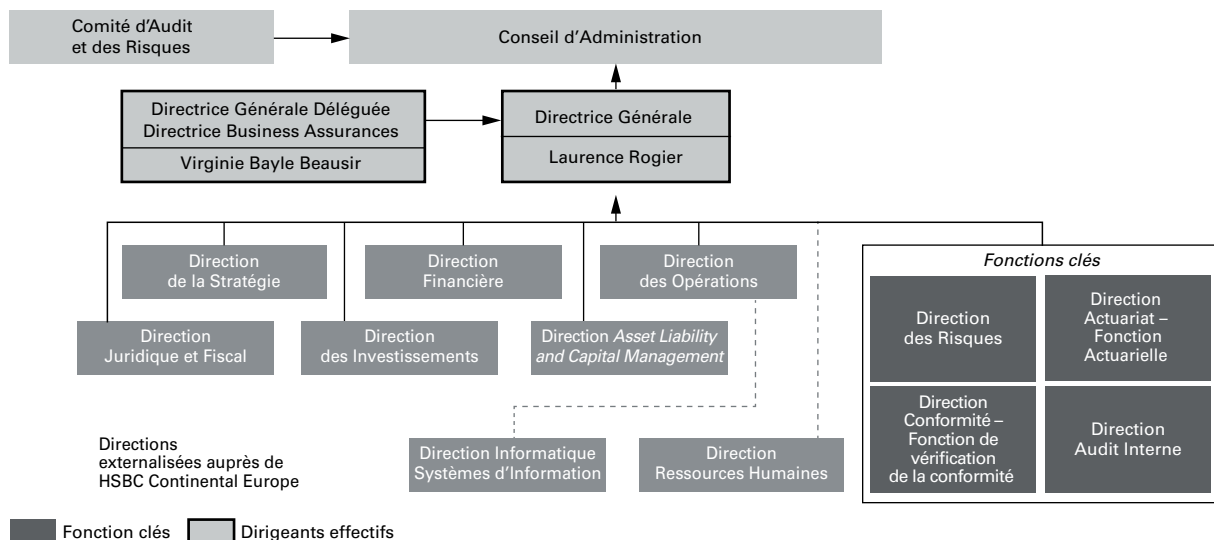 Comité d'Audit
et des Risques
Conseil d'Administration
Directrice Générale Déléguée
Directrice Business Assurances
Virginie Bayle Beausir
Directrice Générale
Laurence Rogier
Direction
de la Stratégie
Direction
Financière
Direction
des Opérations
Direction
Juridique et Fiscal
Direction
des Investissements
Direction Asset Liability
and Capital Management
Fonctions clés
Direction
des Risques
Direction
Actuariat –
Fonction
Actuarielle
Direction
Conformité –
Fonction de
vérification
de la conformité
Direction
Audit Interne
Directions
externalisées auprès de
HSBC Continental Europe
Direction Informatique
Systèmes d'Information
Direction
Ressources Humaines
Fonction clés
Dirigeants effectifs